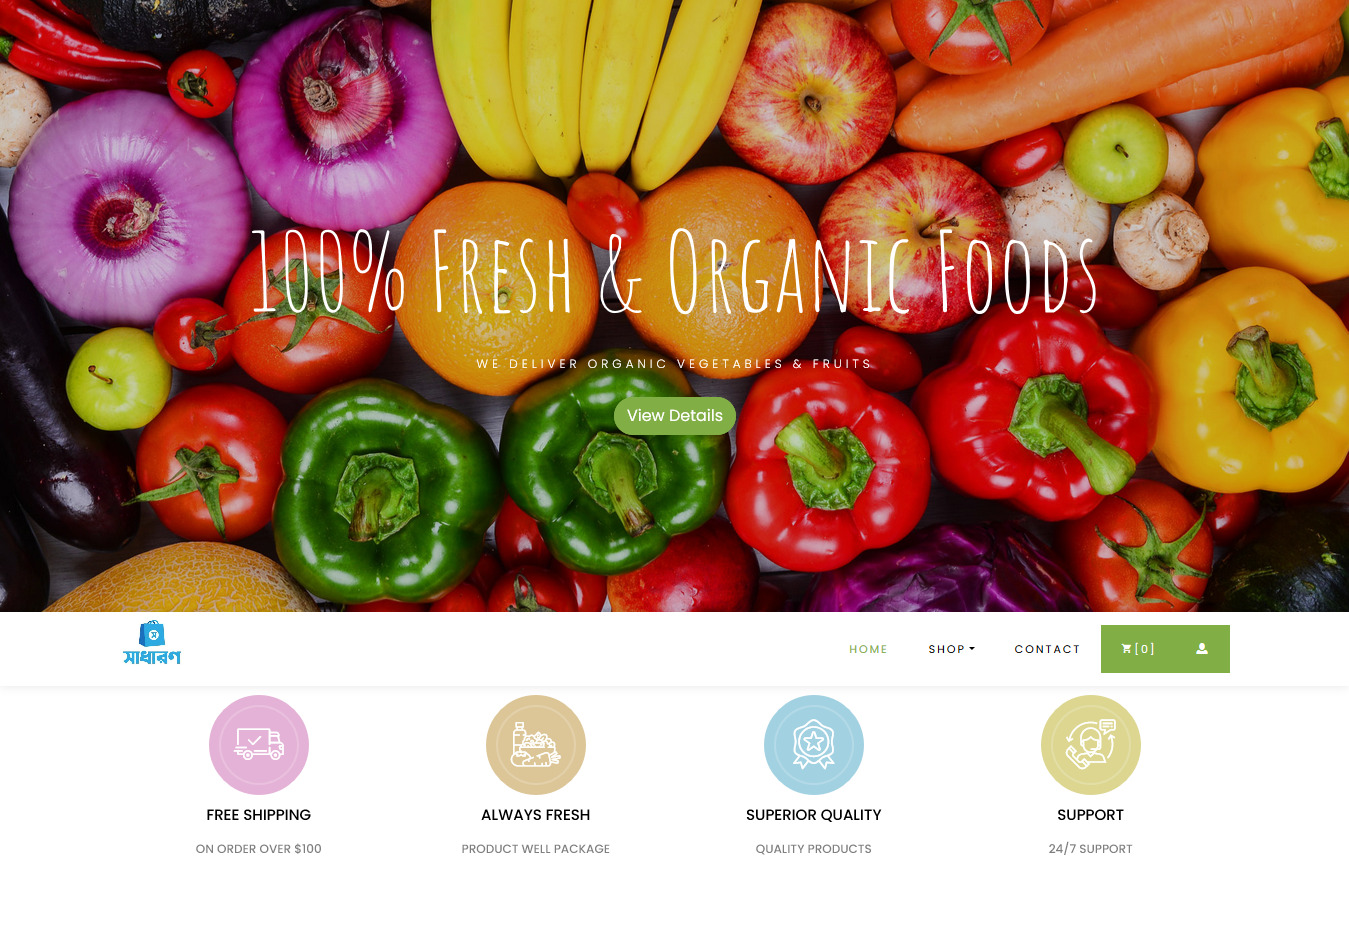 100% Fresh & Organic Foods
WE DELIVER ORGANIC VEGETABLES & FRUITS
View Details
সাধারণ
HOME SHOP CONTACT [0]
FREE SHIPPING ALWAYS FRESH SUPERIOR QUALITY SUPPORT
ON ORDER OVER $100 PRODUCT WELL PACKAGE QUALITY PRODUCTS 24/7 SUPPORT